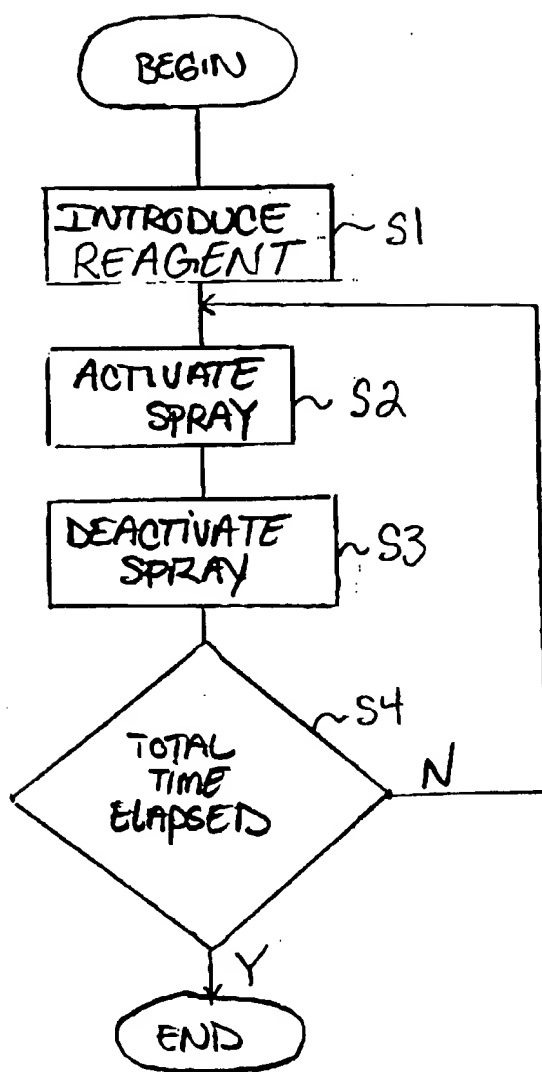 BEGIN
INTRODUCE
REAGENT
S1
ACTIVATE
SPRAY
S2
DEACTIVATE
SPRAY
S3
S4
TOTAL
TIME
ELAPSED
N
Y
END